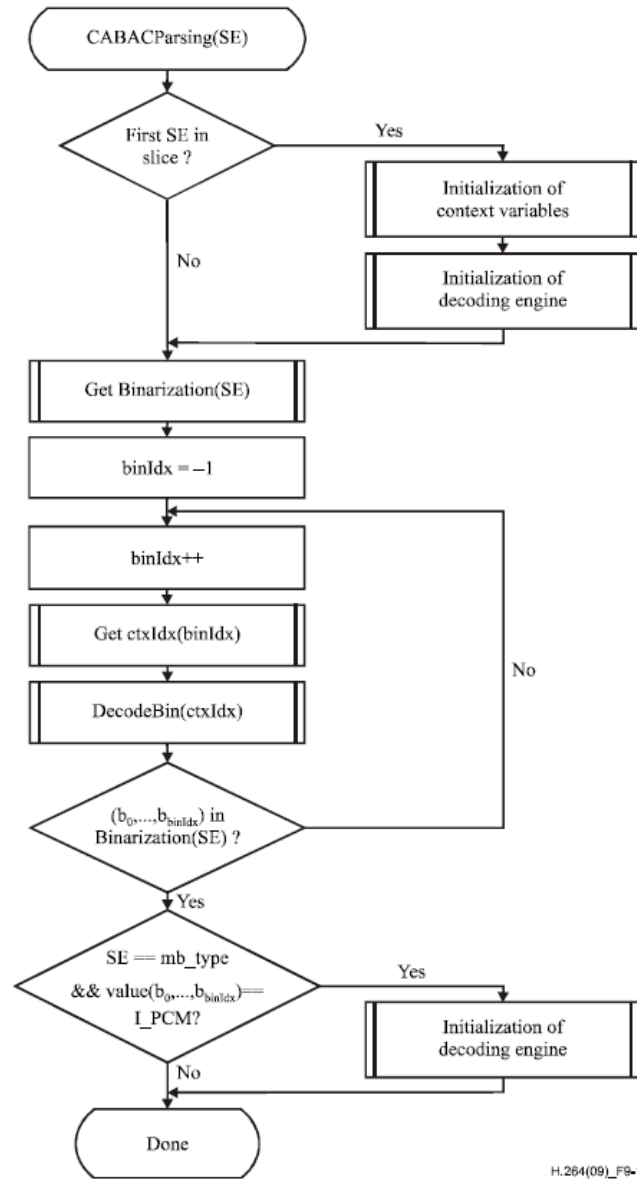 CABACParsing(SE)
First SE in
slice ?
Yes
Initialization of
context variables
No
Initialization of
decoding engine
Get Binarization(SE)
binIdx = –1
binIdx++
Get ctxIdx(binIdx)
No
DecodeBin(ctxIdx)
(b0,...,bbinIdx) in
Binarization(SE) ?
Yes
SE == mb_type
&& value(b0,...,bbinIdx)==
I_PCM?
Yes
Initialization of
decoding engine
No
Done
H.264(09)_F9-